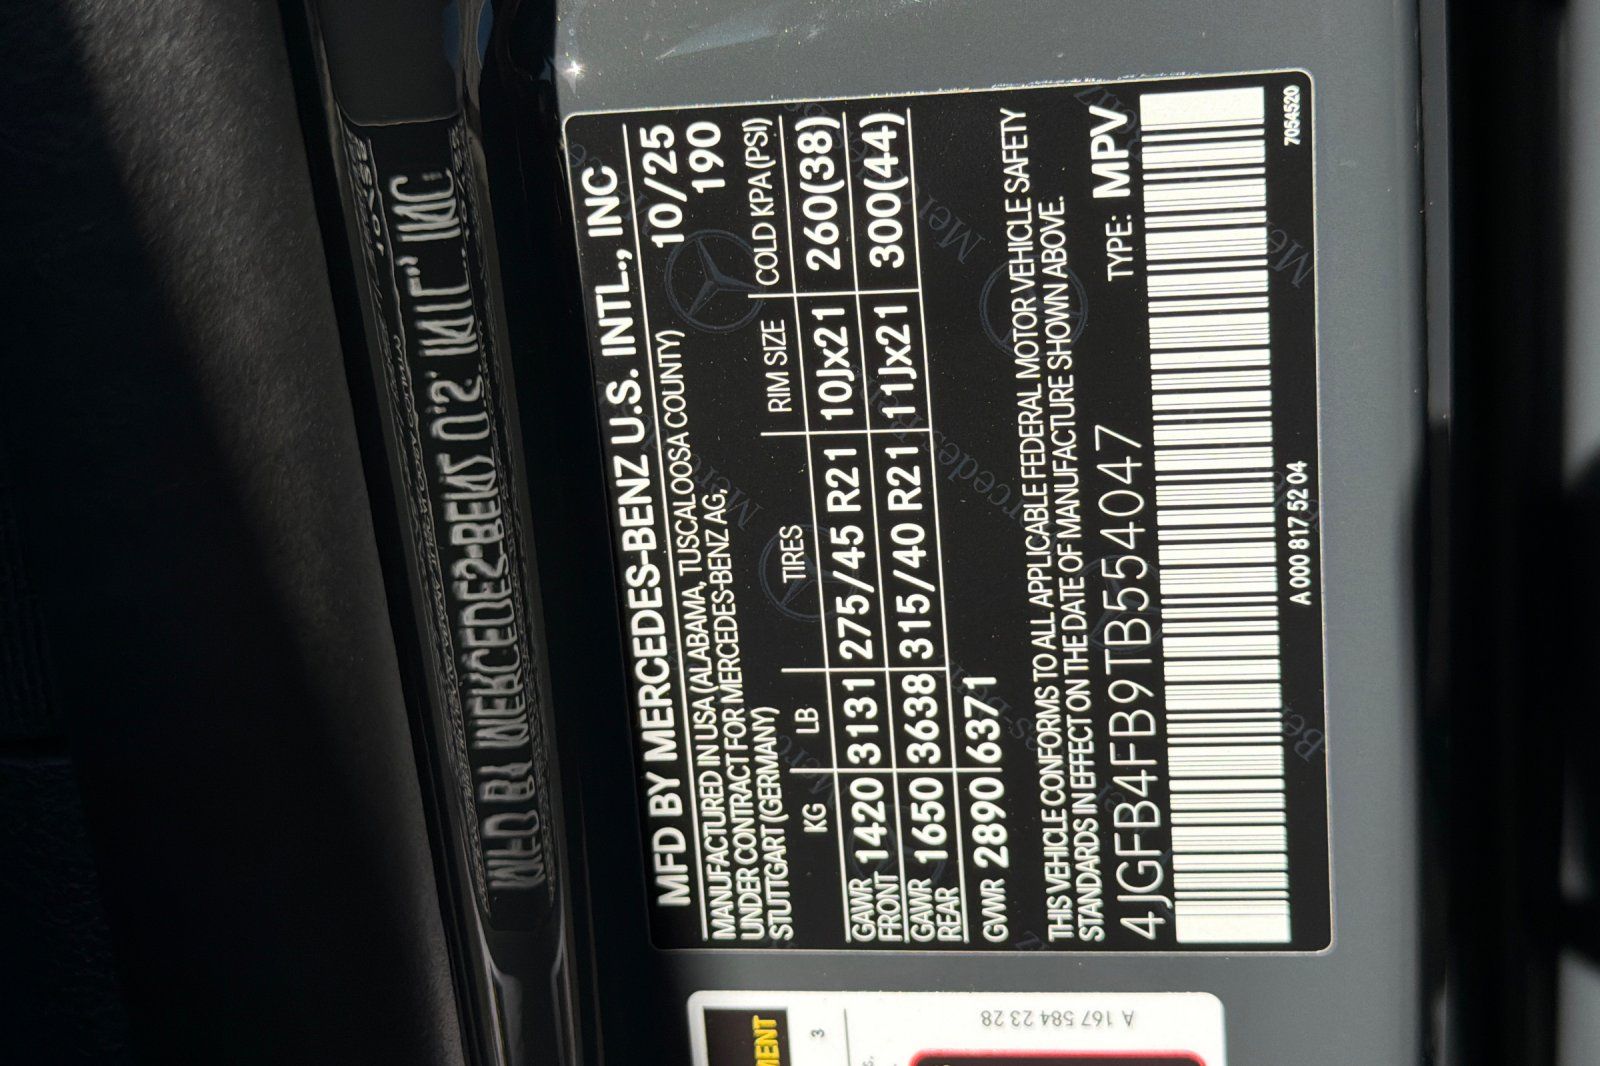 MFD BY MERCEDES-BENZ U.S. INTL., INC
MANUFACTURED IN USA (ALABAMA, TUSCALOOSA COUNTY) 10/25
UNDER CONTRACT FOR MERCEDES-BENZ AG, 190
STUTTGART (GERMANY)
KG LB TIRES RIM SIZE COLD KPA (PSI)
GAWR FRONT 1420 3131 275/45 R21 10Jx21 260(38)
GAWR REAR 1650 3638 315/40 R21 11Jx21 300(44)
GVWR 2890 6371
THIS VEHICLE CONFORMS TO ALL APPLICABLE FEDERAL MOTOR VEHICLE SAFETY
STANDARDS IN EFFECT ON THE DATE OF MANUFACTURE SHOWN ABOVE.
4JGFB4FB9TB554047 TYPE: MPV
A 000 817 52 04
7054520
A 167 584 23 28
3